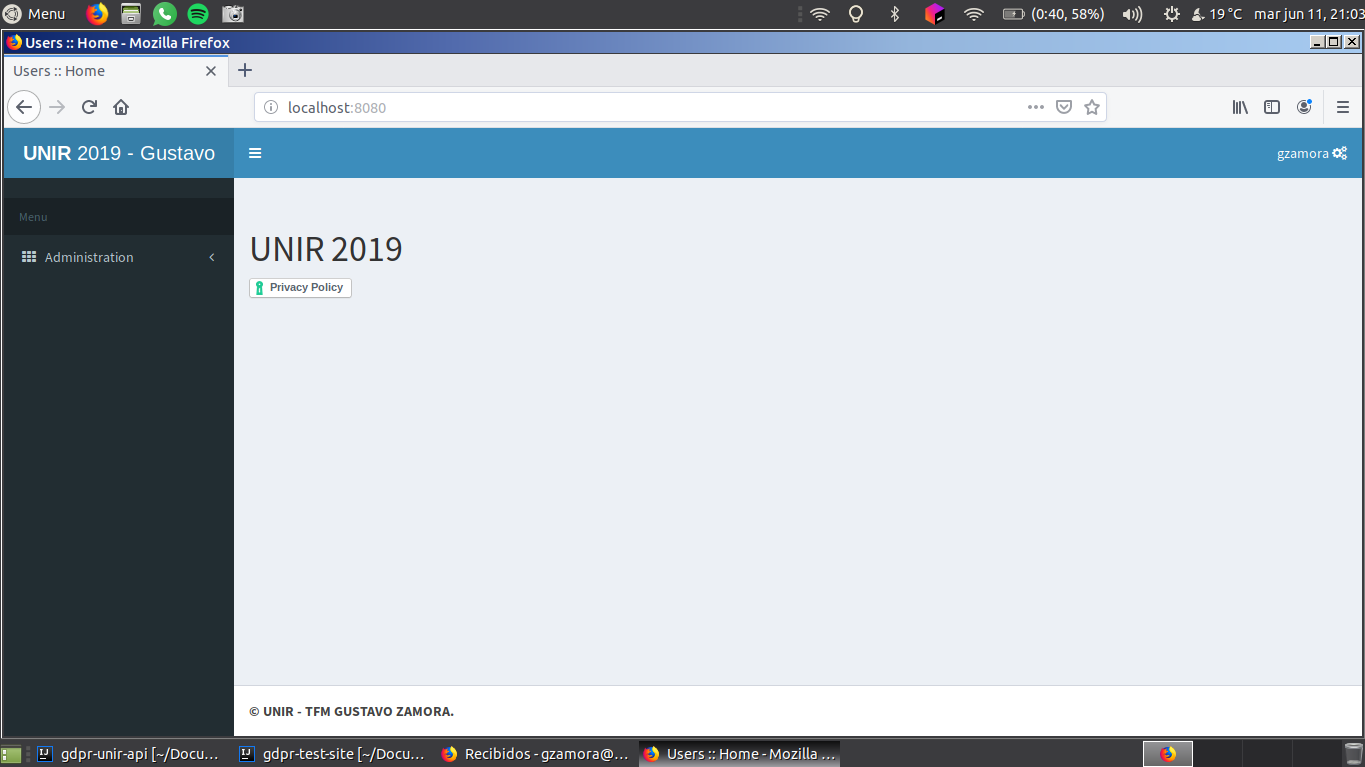 Menu
(0:40, 58%)
19 °C
mar jun 11, 21:03
Users :: Home - Mozilla Firefox
Users :: Home
localhost:8080
UNIR 2019 - Gustavo
gzamora
Menu
Administration
UNIR 2019
Privacy Policy
© UNIR - TFM GUSTAVO ZAMORA.
IJ
gdpr-unir-api [~/Docu...
IJ
gdpr-test-site [~/Docu...
Recibidos - gzamora@...
Users :: Home - Mozilla ...